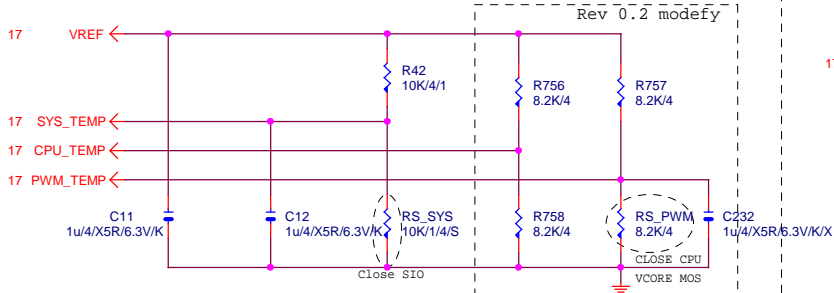 Rev 0.2 modefy
17 VREF
17
R42
10K/4/1
R756
8.2K/4
R757
8.2K/4
17 SYS_TEMP
17 CPU_TEMP
17 PWM_TEMP
C11
1u/4/X5R/6.3V/K
C12
1u/4/X5R/6.3V/K
RS_SYS
10K/1/4/S
R758
8.2K/4
RS_PWM
8.2K/4
C232
1u/4/X5R/6.3V/K/X
Close SIO
CLOSE CPU
VCORE MOS